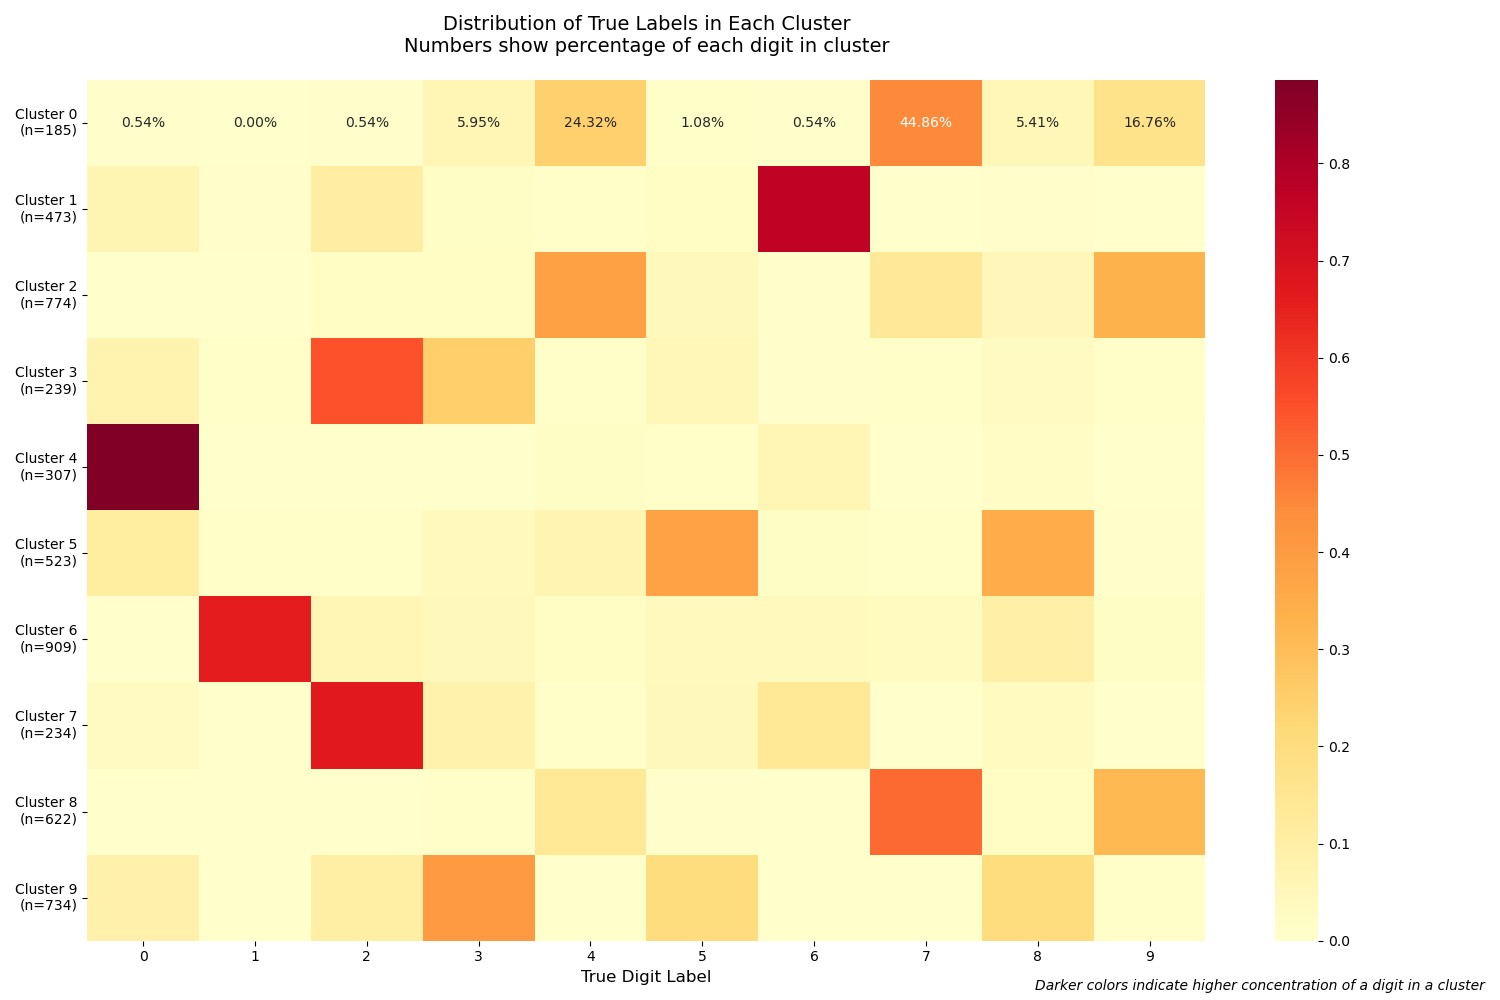 Distribution of True Labels in Each Cluster
Numbers show percentage of each digit in cluster
Cluster 0
(n=185)
0.54% 0.00% 0.54% 5.95% 24.32% 1.08% 0.54% 44.86% 5.41% 16.76%
Cluster 1
(n=473)
Cluster 2
(n=774)
Cluster 3
(n=239)
Cluster 4
(n=307)
Cluster 5
(n=523)
Cluster 6
(n=909)
Cluster 7
(n=234)
Cluster 8
(n=622)
Cluster 9
(n=734)
0 1 2 3 4 5 6 7 8 9
True Digit Label
0.8
0.7
0.6
0.5
0.4
0.3
0.2
0.1
0.0
Darker colors indicate higher concentration of a digit in a cluster